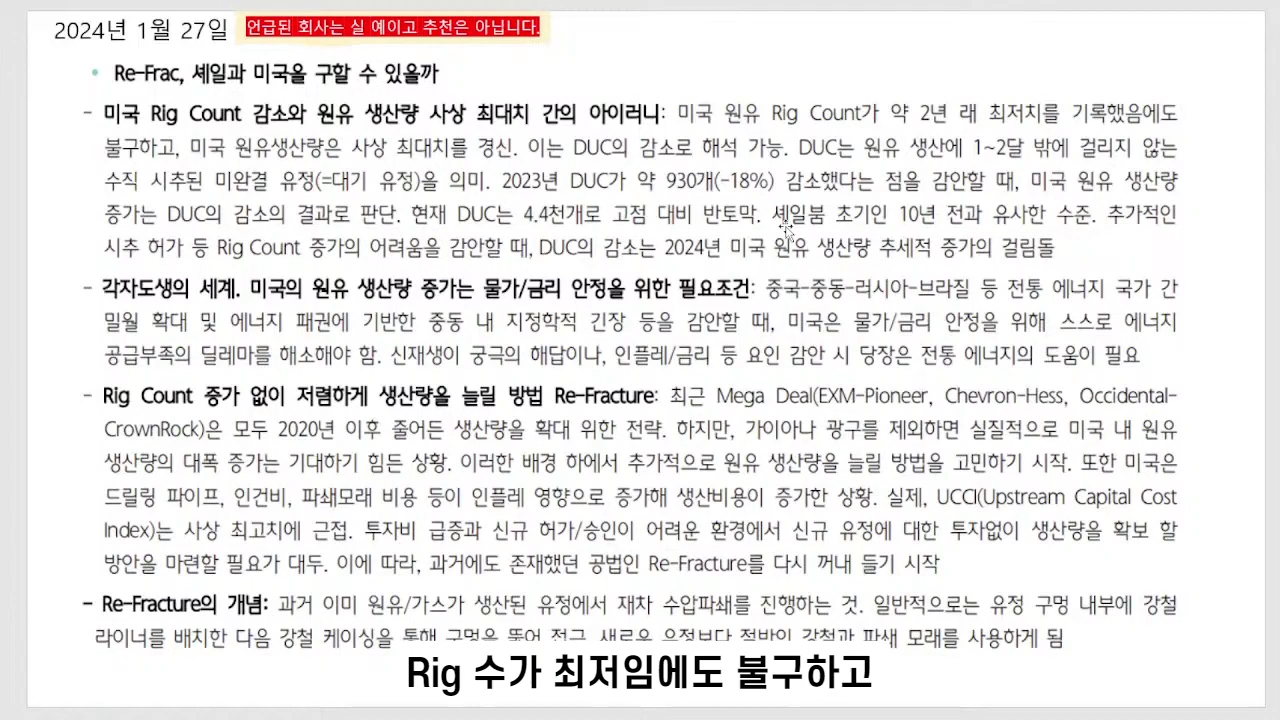 2024년 1월 27일 언급된 회사는 실 예이고 추천은 아닙니다.
• Re-Frac, 셰일과 미국을 구할 수 있을까
- 미국 Rig Count 감소와 원유 생산량 사상 최대치 간의 아이러니: 미국 원유 Rig Count가 약 2년 래 최저치를 기록했음에도
불구하고, 미국 원유생산량은 사상 최대치를 경신. 이는 DUC의 감소로 해석 가능. DUC는 원유 생산에 1~2달 밖에 걸리지 않는
수직 시추된 미완결 유정(=대기 유정)을 의미. 2023년 DUC가 약 930개(-18%) 감소했다는 점을 감안할 때, 미국 원유 생산량
증가는 DUC의 감소의 결과로 판단. 현재 DUC는 4.4천개로 고점 대비 반토막. 셰일붐 초기인 10년 전과 유사한 수준. 추가적인
시추 허가 등 Rig Count 증가의 어려움을 감안할 때, DUC의 감소는 2024년 미국 원유 생산량 추세적 증가의 걸림돌
- 각자도생의 세계. 미국의 원유 생산량 증가는 물가/금리 안정을 위한 필요조건: 중국-중동-러시아-브라질 등 전통 에너지 국가 간
밀월 확대 및 에너지 패권에 기반한 중동 내 지정학적 긴장 등을 감안할 때, 미국은 물가/금리 안정을 위해 스스로 에너지
공급부족의 딜레마를 해소해야 함. 신재생이 궁극의 해답이나, 인플레/금리 등 요인 감안 시 당장은 전통 에너지의 도움이 필요
- Rig Count 증가 없이 저렴하게 생산량을 늘릴 방법 Re-Fracture: 최근 Mega Deal(EXM-Pioneer, Chevron-Hess, Occidental-
CrownRock)은 모두 2020년 이후 줄어든 생산량을 확대 위한 전략. 하지만, 가이아나 광구를 제외하면 실질적으로 미국 내 원유
생산량의 대폭 증가는 기대하기 힘든 상황. 이러한 배경 하에서 추가적으로 원유 생산량을 늘릴 방법을 고민하기 시작. 또한 미국은
드릴링 파이프, 인건비, 파쇄모래 비용 등이 인플레 영향으로 증가해 생산비용이 증가한 상황. 실제, UCCI(Upstream Capital Cost
Index)는 사상 최고치에 근접. 투자비 급증과 신규 허가/승인이 어려운 환경에서 신규 유정에 대한 투자없이 생산량을 확보 할
방안을 마련할 필요가 대두. 이에 따라, 과거에도 존재했던 공법인 Re-Fracture를 다시 꺼내 들기 시작
- Re-Fracture의 개념: 과거 이미 원유/가스가 생산된 유정에서 재차 수압파쇄를 진행하는 것. 일반적으로는 유정 구멍 내부에 강철
라이너를 배치한 다음 강철 케이싱을 통해 구멍을 뚫어 접근. 새로운 유정보다 절반인 강철과 파쇄 모래를 사용하게 됨
Rig 수가 최저임에도 불구하고